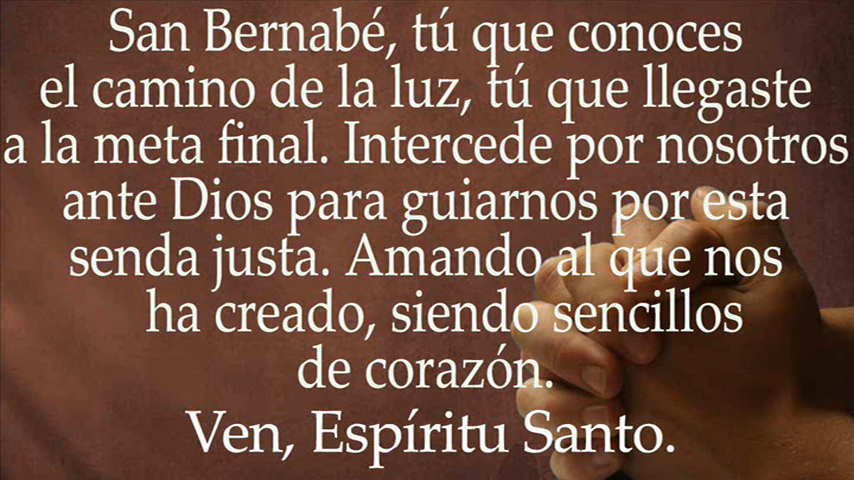 San Bernabé, tú que conoces
el camino de la luz, tú que llegaste
a la meta final. Intercede por nosotros
ante Dios para guiarnos por esta
senda justa. Amando al que nos
ha creado, siendo sencillos
de corazón.
Ven, Espíritu Santo.